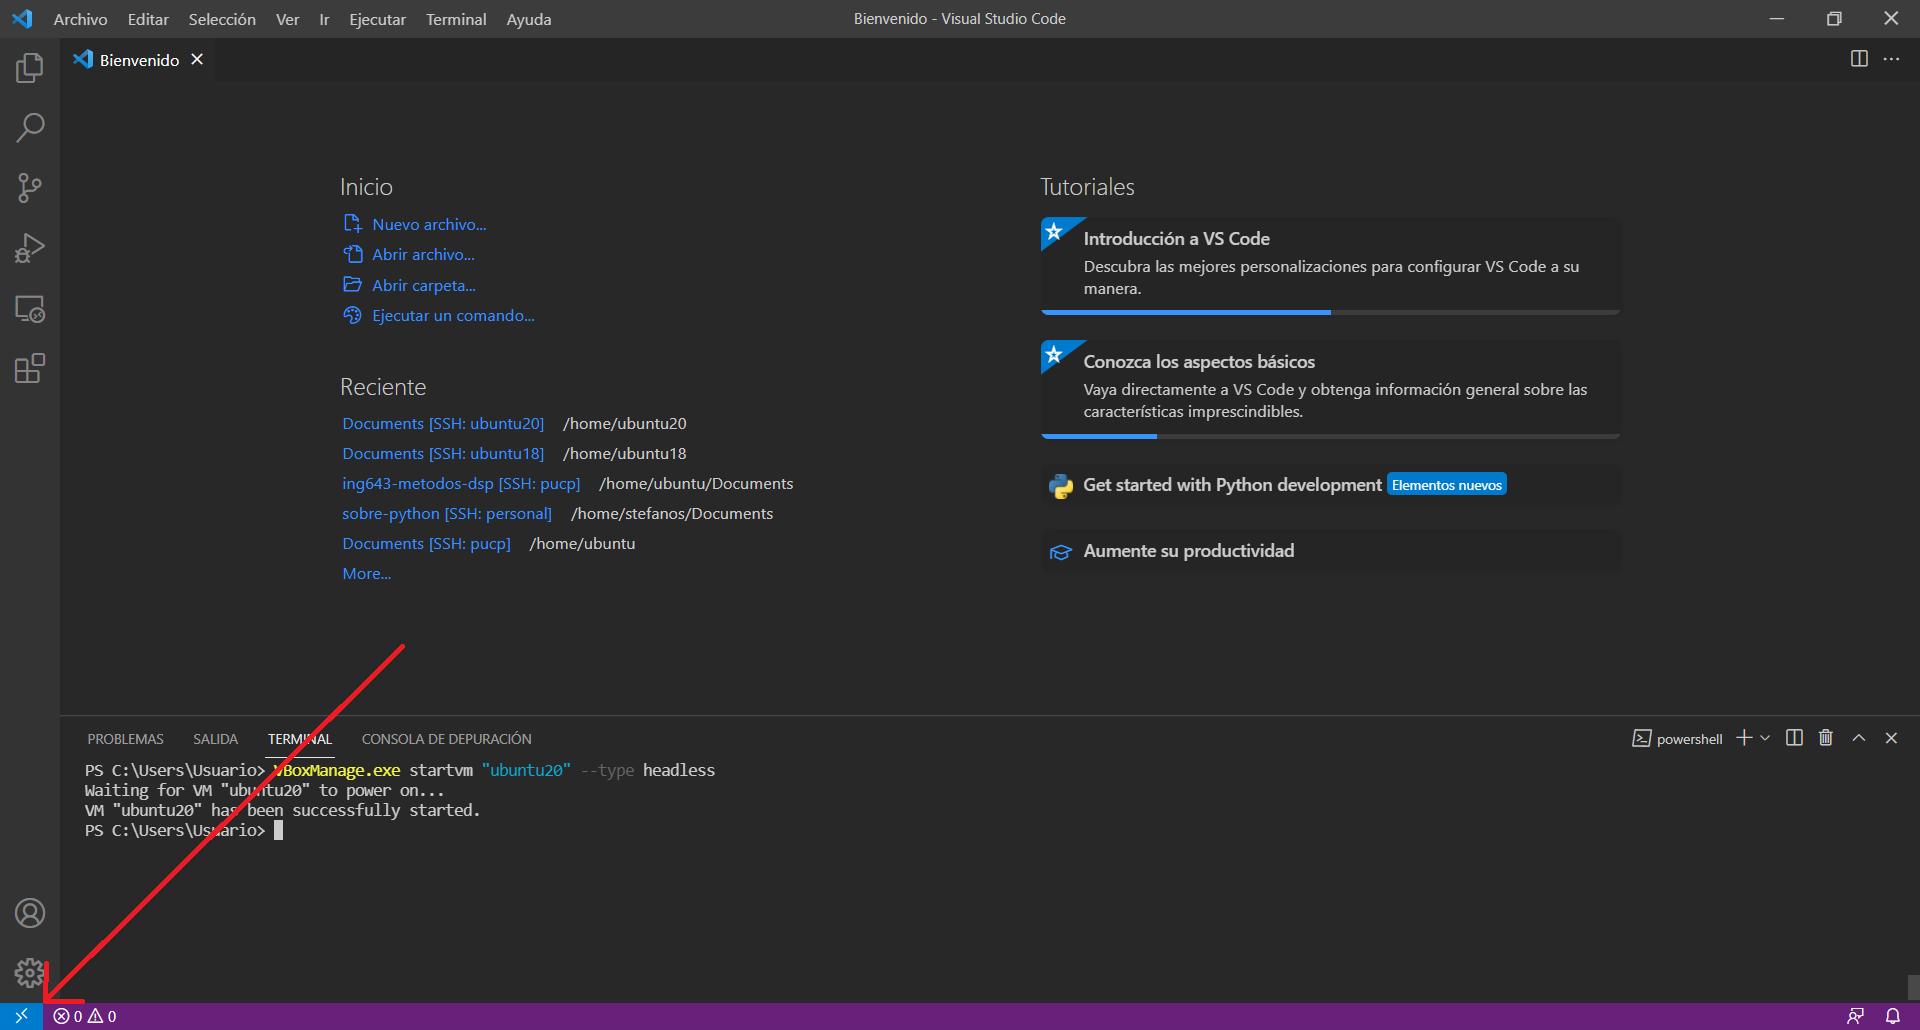 Archivo Editar Selección Ver Ir Ejecutar Terminal Ayuda
Bienvenido - Visual Studio Code
Bienvenido
Inicio
Nuevo archivo...
Abrir archivo...
Abrir carpeta...
Ejecutar un comando...
Reciente
Documents [SSH: ubuntu20] /home/ubuntu20
Documents [SSH: ubuntu18] /home/ubuntu18
ing643-metodos-dsp [SSH: pucp] /home/ubuntu/Documents
sobre-python [SSH: personal] /home/stefanos/Documents
Documents [SSH: pucp] /home/ubuntu
More...
Tutoriales
Introducción a VS Code
Descubra las mejores personalizaciones para configurar VS Code a su
manera.
Conozca los aspectos básicos
Vaya directamente a VS Code y obtenga información general sobre las
características imprescindibles.
Get started with Python development Elementos nuevos
Aumente su productividad
PROBLEMAS SALIDA TERMINAL CONSOLA DE DEPURACIÓN
powershell
PS C:\Users\Usuario> VBoxManage.exe startvm "ubuntu20" --type headless
Waiting for VM "ubuntu20" to power on...
VM "ubuntu20" has been successfully started.
PS C:\Users\Usuario>
0 0